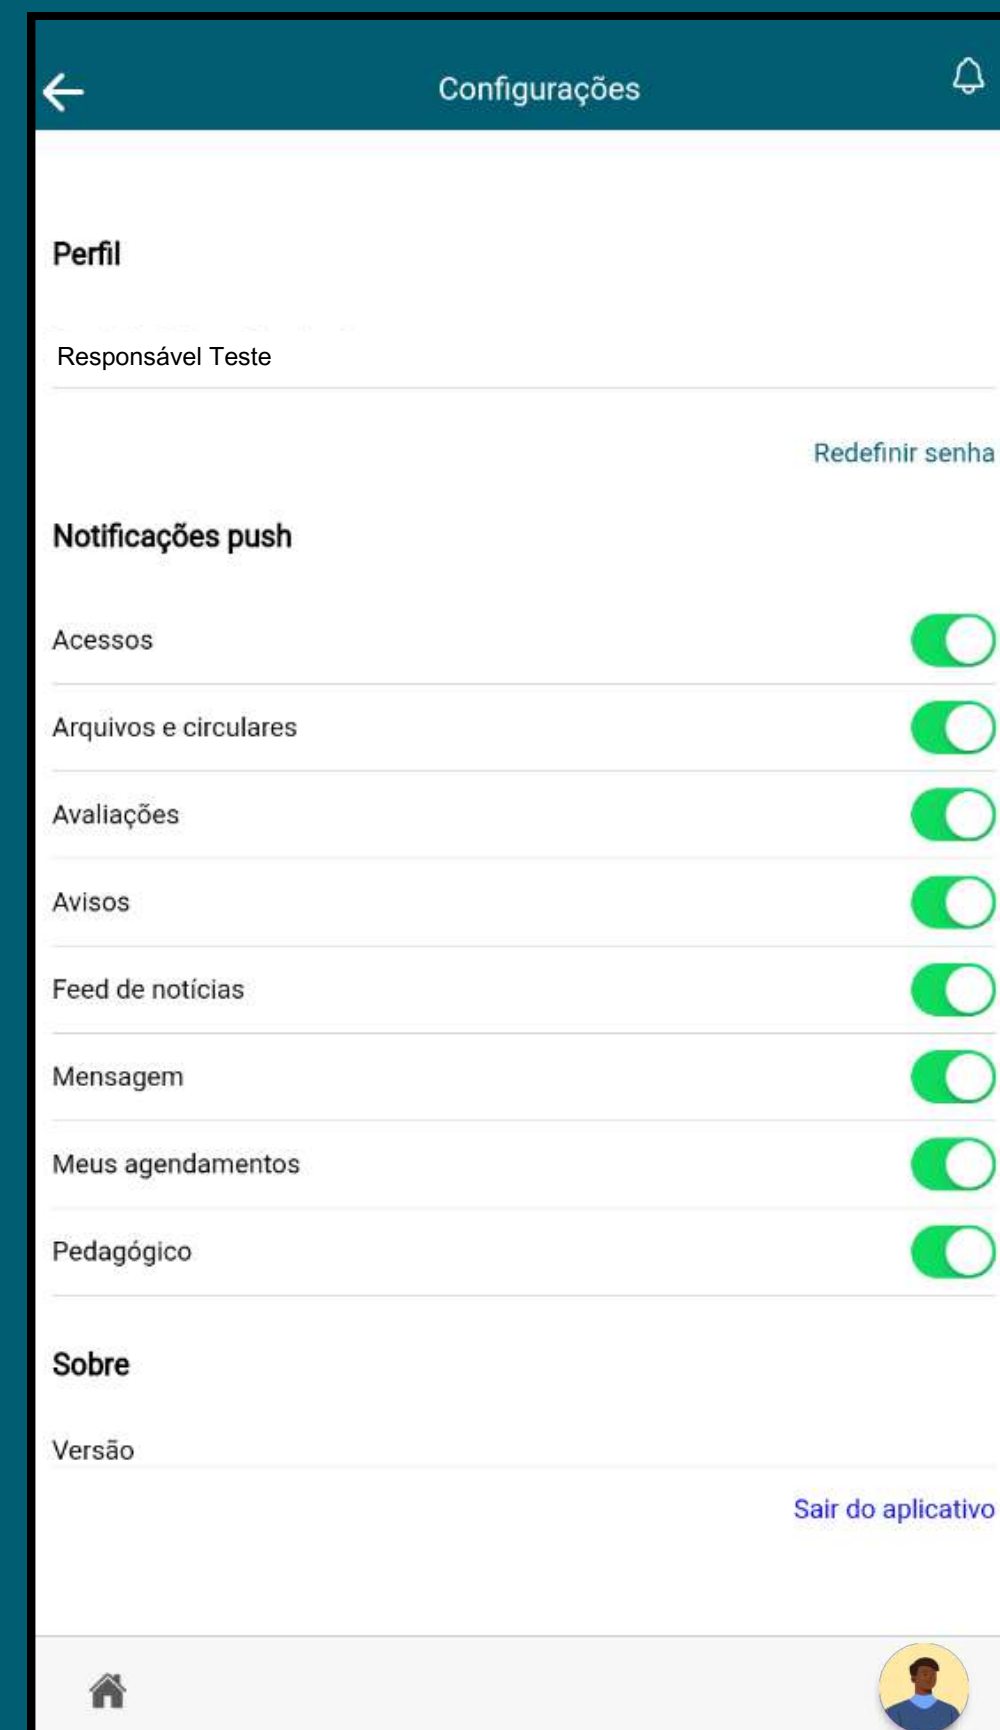 Configurações
Perfil
Responsável Teste
Redefinir senha
Notificações push
Acessos
Arquivos e circulares
Avaliações
Avisos
Feed de notícias
Mensagem
Meus agendamentos
Pedagógico
Sobre
Versão
Sair do aplicativo